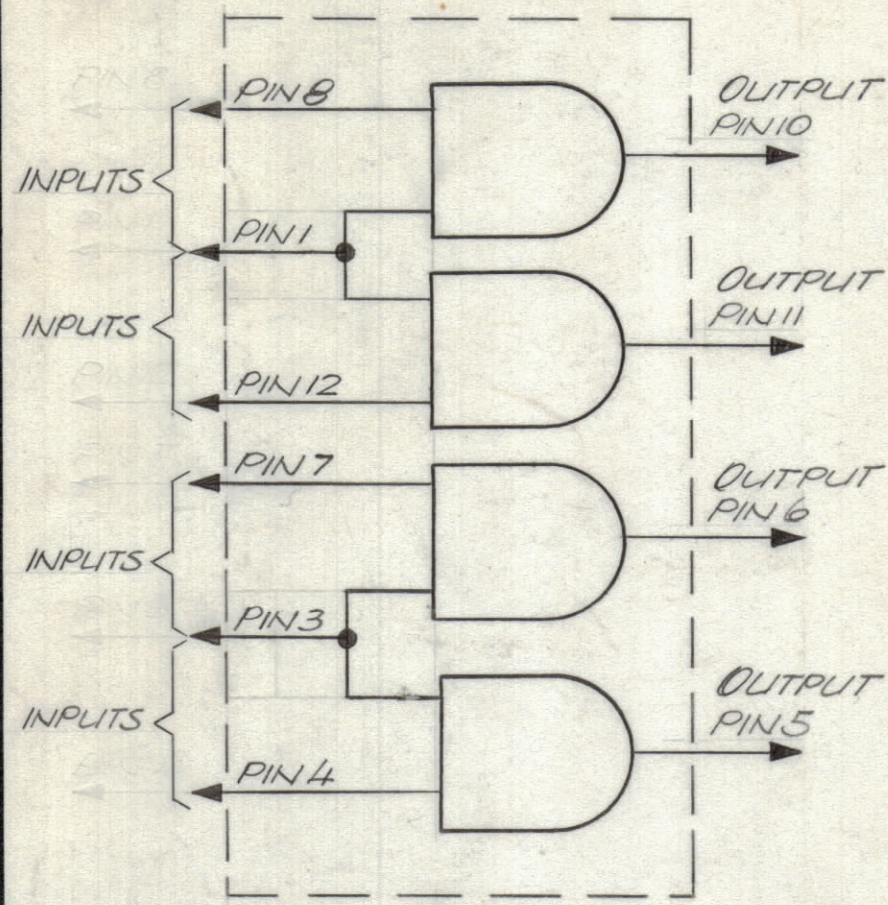 PIN 8
OUTPUT
PIN 10
INPUTS
PIN 1
OUTPUT
PIN 11
INPUTS
PIN 12
PIN 7
OUTPUT
PIN 6
INPUTS
PIN 3
OUTPUT
PIN 5
INPUTS
PIN 4